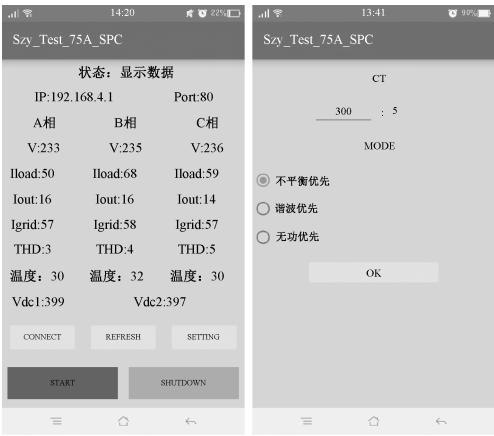 14:20 22%
Szy_Test_75A_SPC
状态：显示数据
IP:192.168.4.1 Port:80
A相 B相 C相
V:233 V:235 V:236
Iload:50 Iload:68 Iload:59
Iout:16 Iout:16 Iout:14
Igrid:57 Igrid:58 Igrid:57
THD:3 THD:4 THD:5
温度：30 温度：32 温度：30
Vdc1:399 Vdc2:397
CONNECT REFRESH SETTING
START SHUTDOWN
13:41 90%
Szy_Test_75A_SPC
CT
300 : 5
MODE
不平衡优先
谐波优先
无功优先
OK